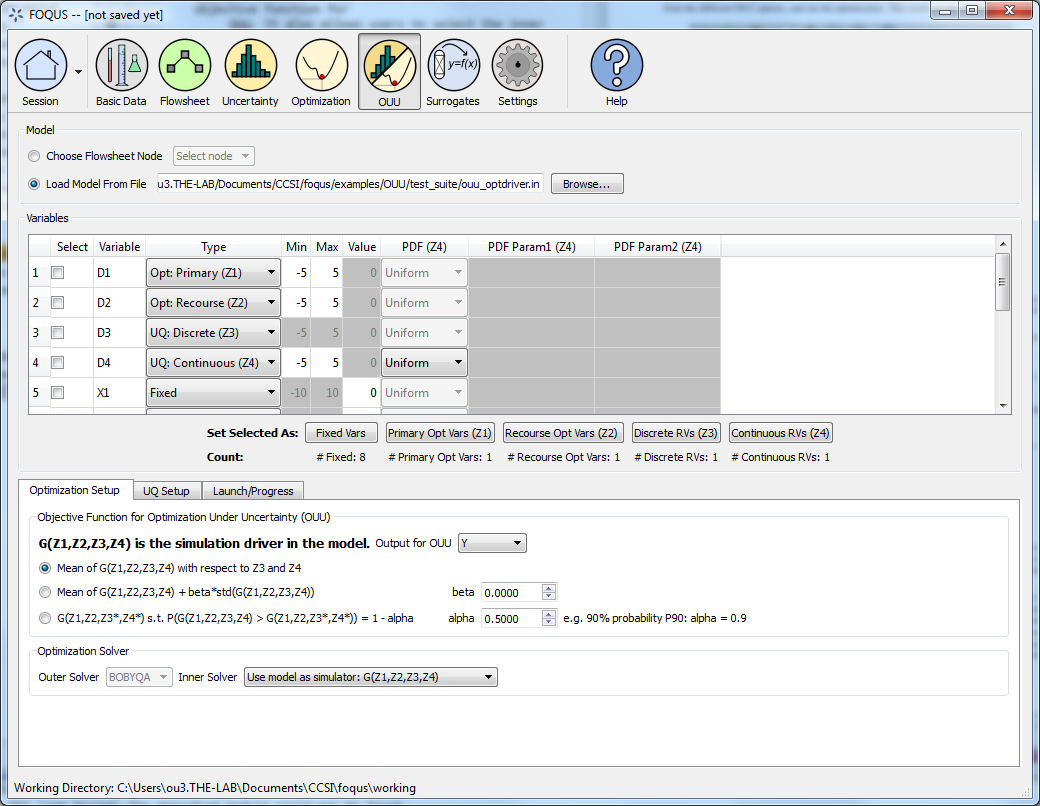 FOQUS -- [not saved yet]
Session
Basic Data
Flowsheet
Uncertainty
Optimization
OUU
y=f(x)
Surrogates
Settings
?
Help
Model
Choose Flowsheet Node Select node
Load Model From File u3.THE-LAB/Documents/CCSI/foqus/examples/OUU/test_suite/ouu_optdriver.in Browse...
Variables
Select Variable Type Min Max Value PDF (Z4) PDF Param1 (Z4) PDF Param2 (Z4)
1 D1 Opt: Primary (Z1) -5 5 0 Uniform
2 D2 Opt: Recourse (Z2) -5 5 0 Uniform
3 D3 UQ: Discrete (Z3) -5 5 0 Uniform
4 D4 UQ: Continuous (Z4) -5 5 0 Uniform
5 X1 Fixed -10 10 0 Uniform
Set Selected As: Fixed Vars Primary Opt Vars (Z1) Recourse Opt Vars (Z2) Discrete RVs (Z3) Continuous RVs (Z4)
Count: # Fixed: 8 # Primary Opt Vars: 1 # Recourse Opt Vars: 1 # Discrete RVs: 1 # Continuous RVs: 1
Optimization Setup UQ Setup Launch/Progress
Objective Function for Optimization Under Uncertainty (OUU)
G(Z1,Z2,Z3,Z4) is the simulation driver in the model. Output for OUU Y
Mean of G(Z1,Z2,Z3,Z4) with respect to Z3 and Z4
Mean of G(Z1,Z2,Z3,Z4) + beta*std(G(Z1,Z2,Z3,Z4)) beta 0.0000
G(Z1,Z2,Z3*,Z4*) s.t. P(G(Z1,Z2,Z3,Z4) > G(Z1,Z2,Z3*,Z4*)) = 1 - alpha alpha 0.5000 e.g. 90% probability P90: alpha = 0.9
Optimization Solver
Outer Solver BOBYQA Inner Solver Use model as simulator: G(Z1,Z2,Z3,Z4)
Working Directory: C:\Users\ou3.THE-LAB\Documents\CCSI\foqus\working